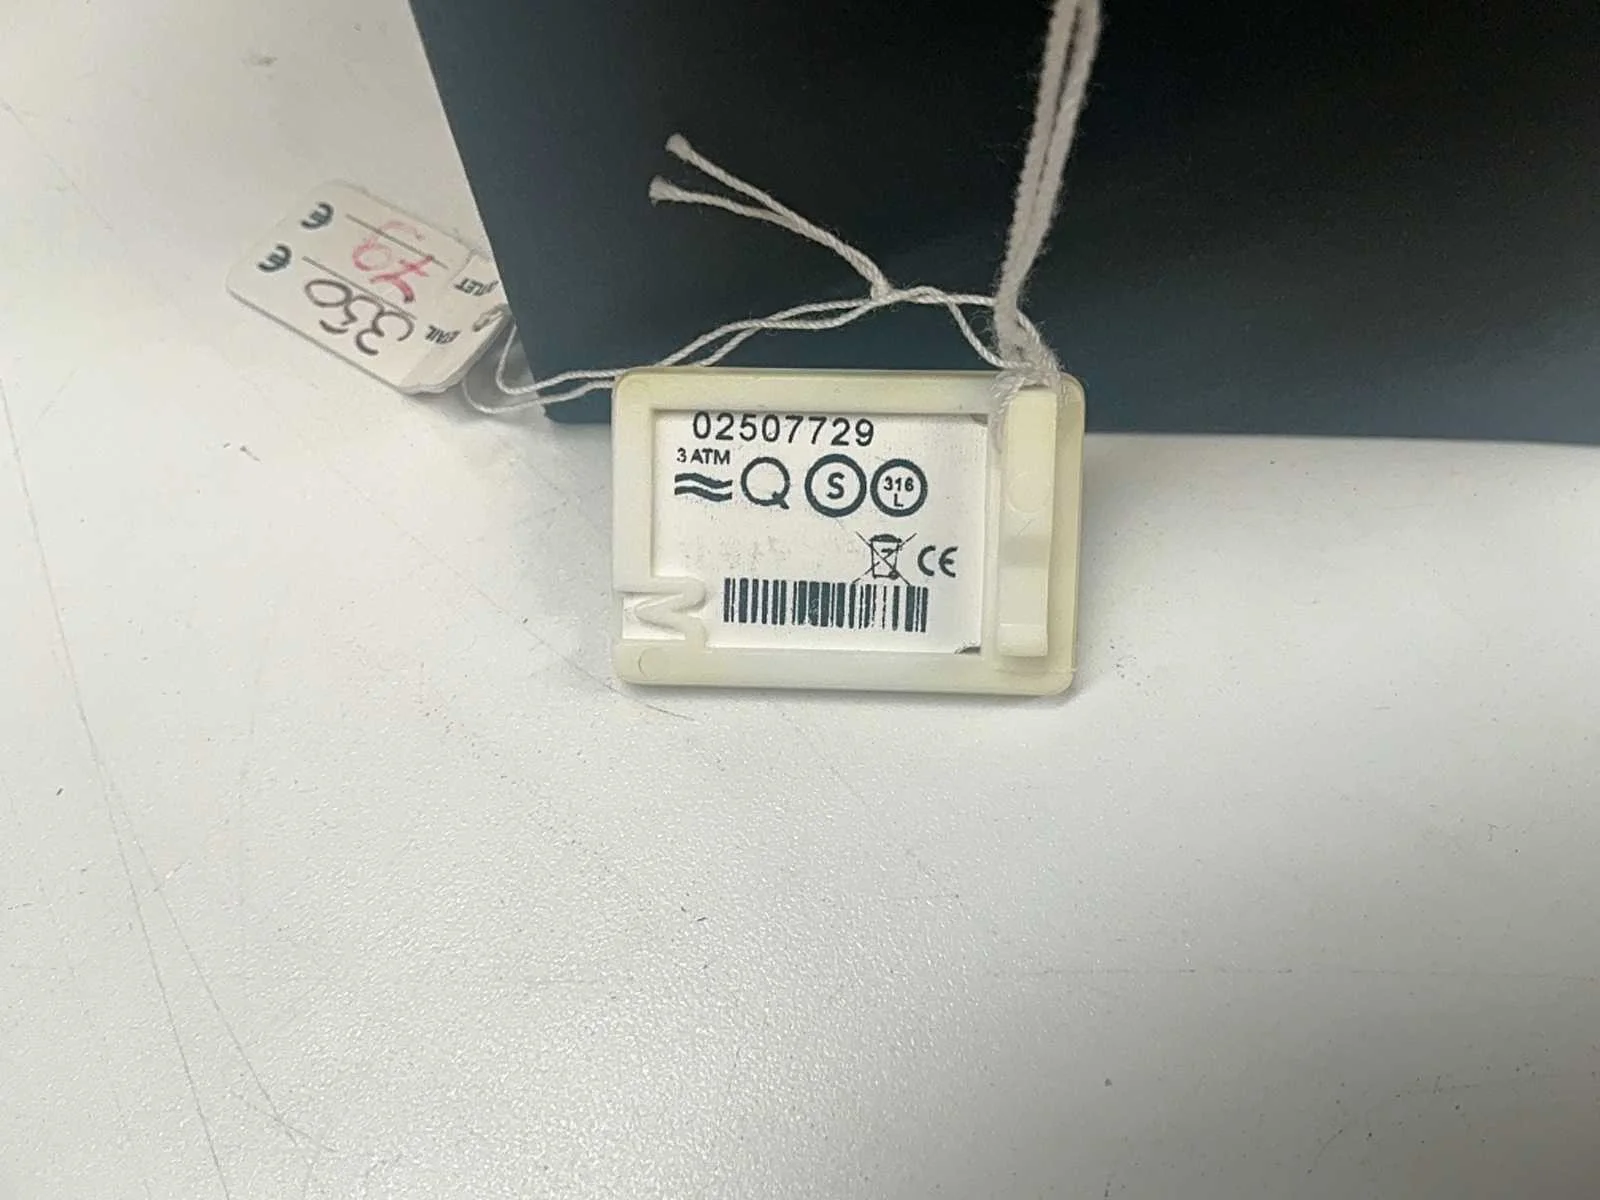 02507729
3 ATM
Q S 316
L
CE
€
€ 350